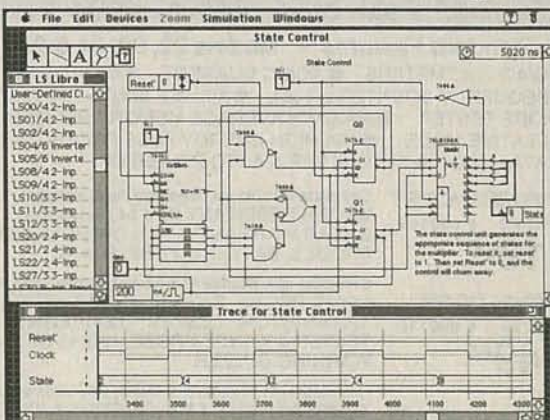 File Edit Devices Zoom Simulation Windows
State Control
A
5020 ns
LS Libra
User-Defined Cl...
LS00/4 2-Inp...
LS01/4 2-Inp...
LS02/4 2-Inp...
LS04/6 Inverter
LS05/6 Inverte...
LS08/4 2-Inp...
LS09/4 2-Inp...
LS10/3 3-Inp...
LS11/3 3-Inp...
LS12/3 3-Inp...
LS20/2 4-Inp...
LS21/2 4-Inp...
LS22/2 4-Inp...
LS27/3 3-Inp...
State Control
Reset' 0
1
1
Q0
Q1
0
200 ns/
State
The state control unit generates the
appropriate sequence of states for
the multiplier. To reset it, set reset'
to 1. Then set Reset' to 0, and the
control will churn away.
Trace for State Control
Reset'
Clock
State
3400 3500 3600 3700 3800 3900 4000 4100 4200 4300